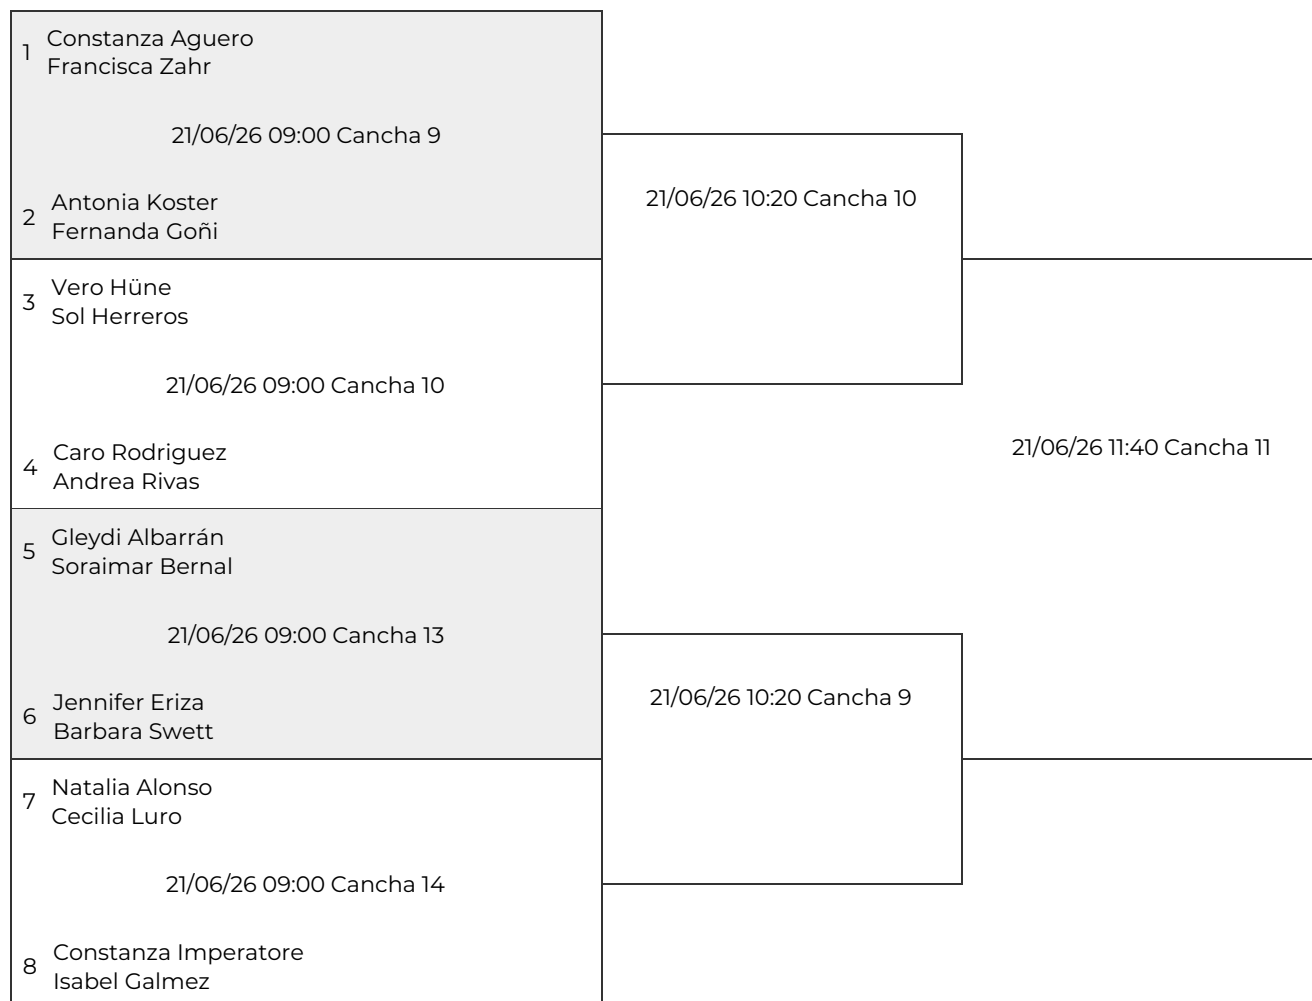 1
Constanza Aguero
Francisca Zahr
21/06/26 09:00 Cancha 9
2
Antonia Koster
Fernanda Goñi
21/06/26 10:20 Cancha 10
3
Vero Hüne
Sol Herreros
21/06/26 09:00 Cancha 10
4
Caro Rodriguez
Andrea Rivas
21/06/26 11:40 Cancha 11
5
Gleydi Albarrán
Soraimar Bernal
21/06/26 09:00 Cancha 13
6
Jennifer Eriza
Barbara Swett
21/06/26 10:20 Cancha 9
7
Natalia Alonso
Cecilia Luro
21/06/26 09:00 Cancha 14
8
Constanza Imperatore
Isabel Galmez